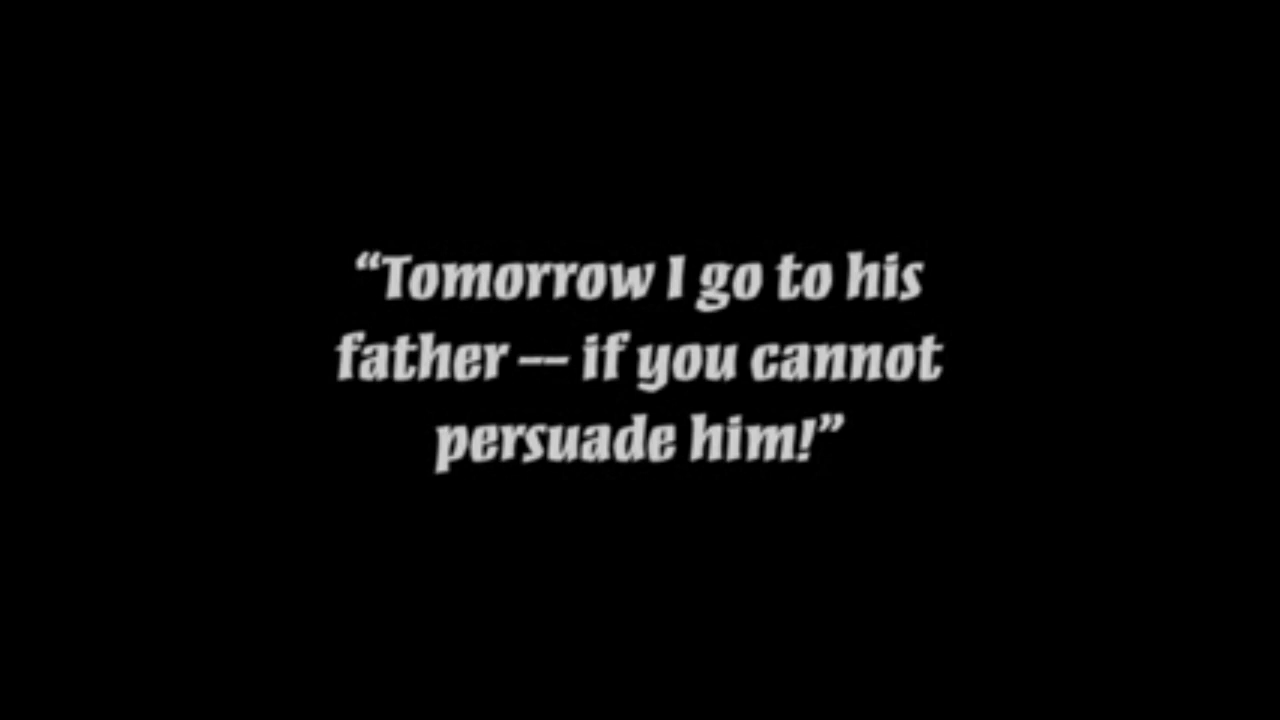 “Tomorrow I go to his
father -- if you cannot
persuade him!”